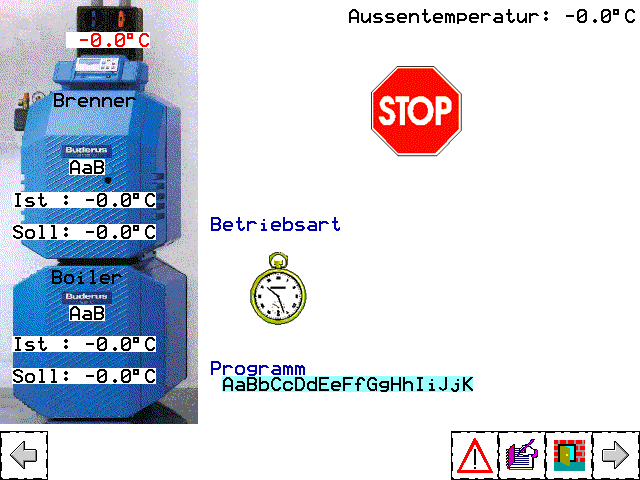 Aussentemperatur: -0.0°C
-0.0°C
STOP
Brenner
Buderus
AaB
Ist : -0.0°C
Soll: -0.0°C
Betriebsart
Boiler
Buderus
AaB
Ist : -0.0°C
Soll: -0.0°C
Programm
AaBbCcDdEeFfGgHhIiJjK